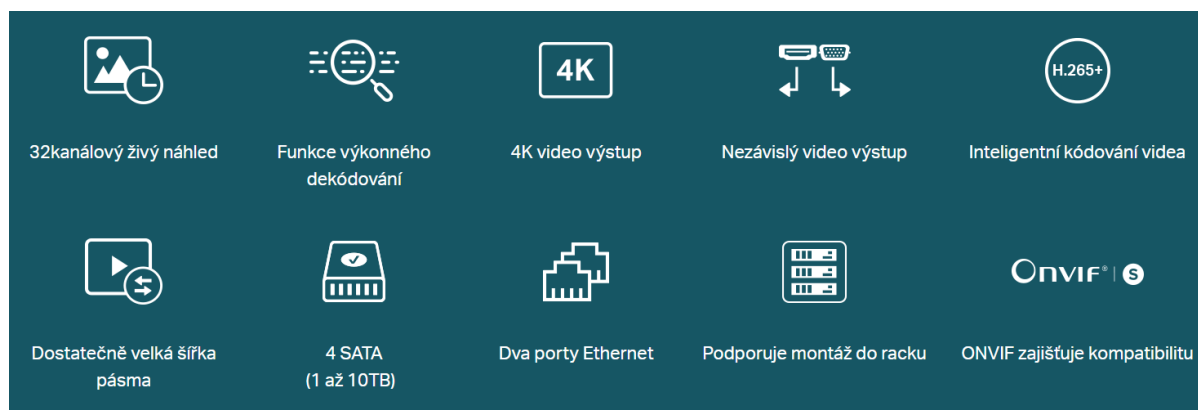 4K
H.265+
32kanálový živý náhled
Funkce výkonného
dekódování
4K video výstup
Nezávislý video výstup
Inteligentní kódování videa
ONVIF® | S
Dostatečně velká šířka
pásma
4 SATA
(1 až 10TB)
Dva porty Ethernet
Podporuje montáž do racku
ONVIF zajišťuje kompatibilitu